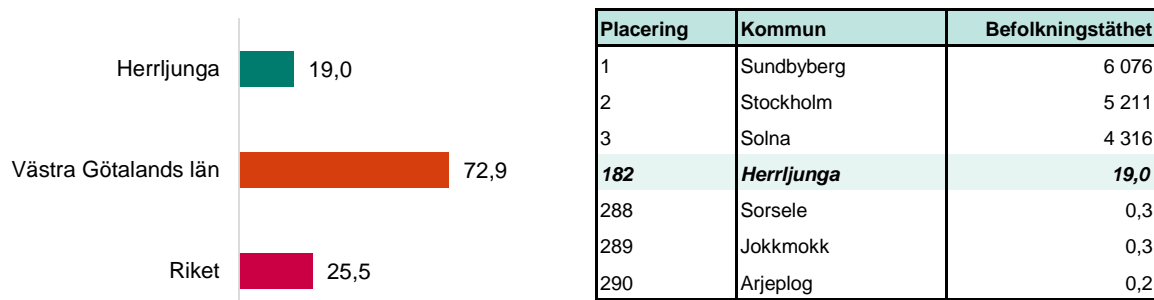 Herrljunga 19,0
Västra Götalands län 72,9
Riket 25,5
Placering Kommun Befolkningstäthet
1 Sundbyberg 6 076
2 Stockholm 5 211
3 Solna 4 316
182 Herrljunga 19,0
288 Sorsele 0,3
289 Jokkmokk 0,3
290 Arjeplog 0,2